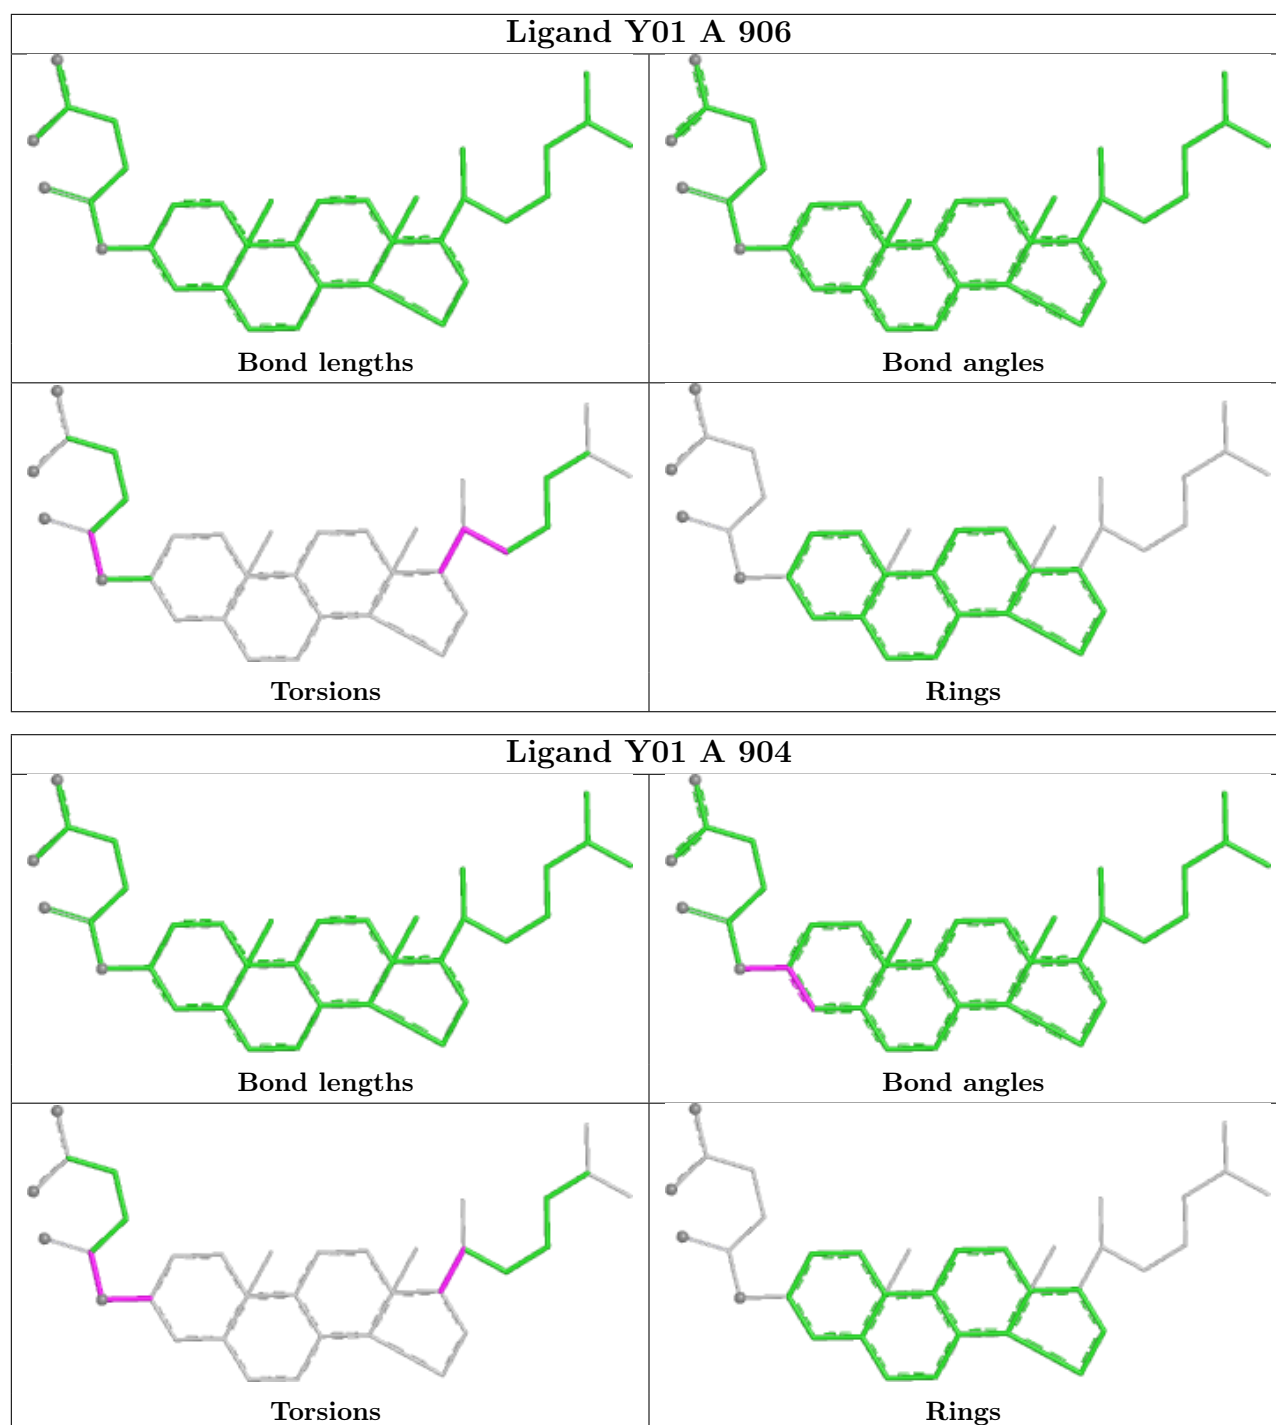 Ligand Y01 A 906
Bond lengths
Bond angles
Torsions
Rings
Ligand Y01 A 904
Bond lengths
Bond angles
Torsions
Rings